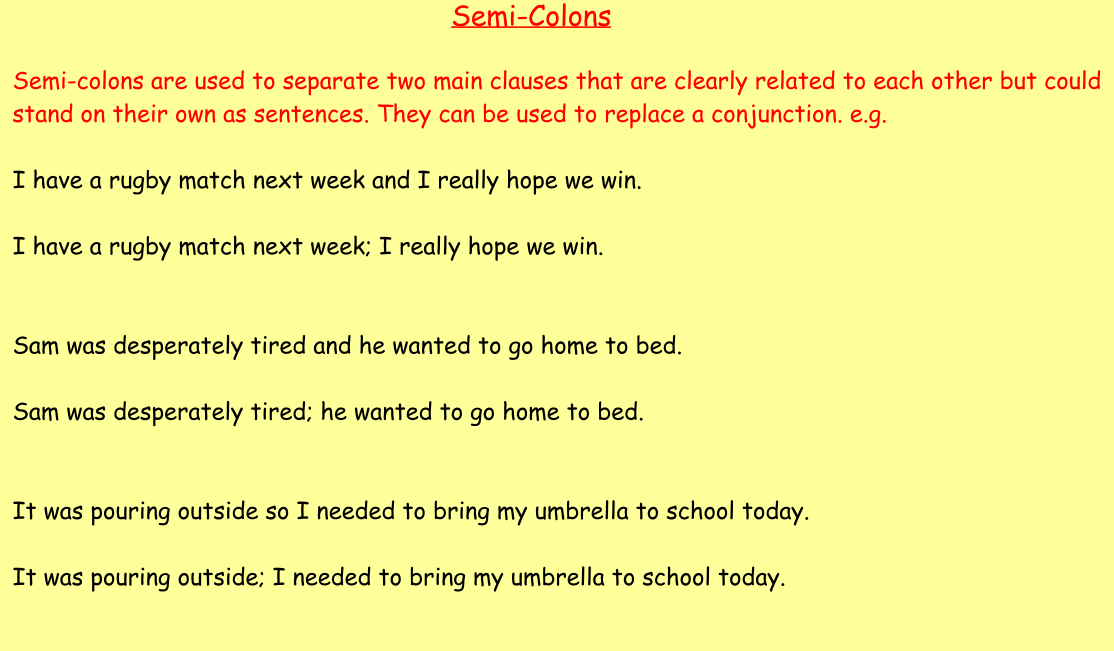 Semi-Colons
Semi-colons are used to separate two main clauses that are clearly related to each other but could
stand on their own as sentences. They can be used to replace a conjunction. e.g.
I have a rugby match next week and I really hope we win.
I have a rugby match next week; I really hope we win.
Sam was desperately tired and he wanted to go home to bed.
Sam was desperately tired; he wanted to go home to bed.
It was pouring outside so I needed to bring my umbrella to school today.
It was pouring outside; I needed to bring my umbrella to school today.